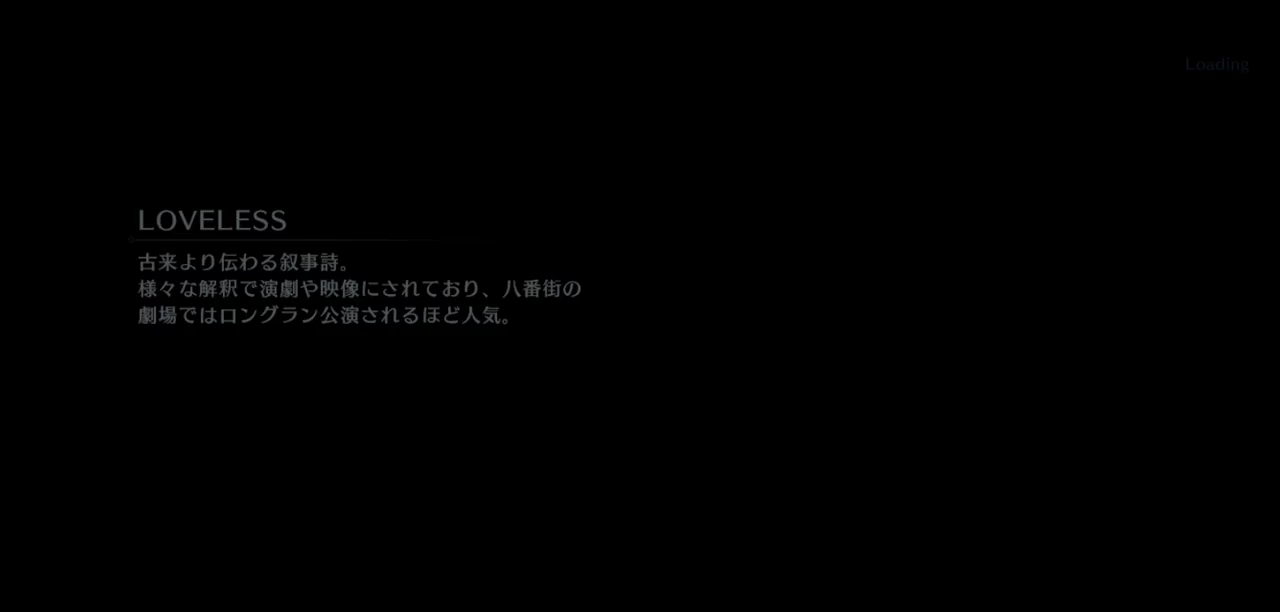 Loading
LOVELESS
古来より伝わる叙事詩。
様々な解釈で演劇や映像にされており、八番街の
劇場ではロングラン公演されるほど人気。